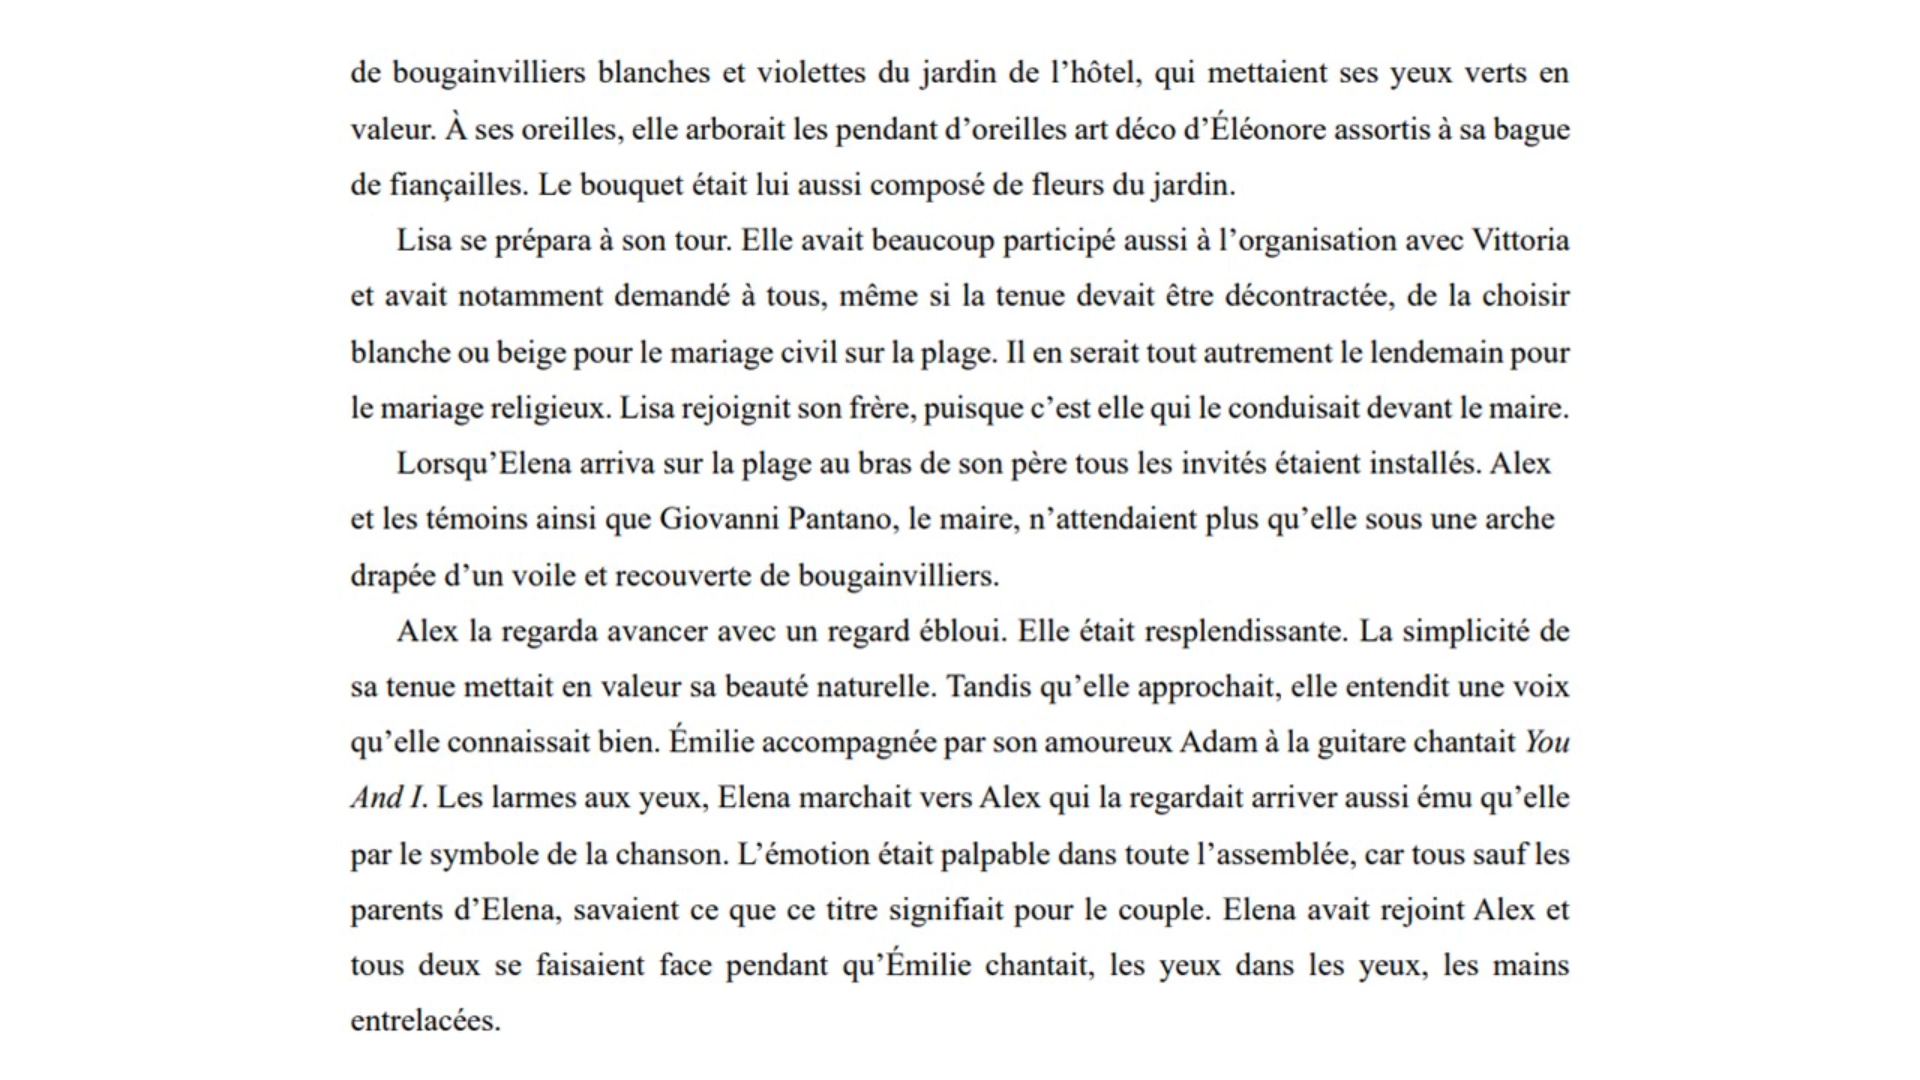 de bougainvilliers blanches et violettes du jardin de l’hôtel, qui mettaient ses yeux verts en
valeur. À ses oreilles, elle arborait les pendant d’oreilles art déco d’Éléonore assortis à sa bague
de fiançailles. Le bouquet était lui aussi composé de fleurs du jardin.
Lisa se prépara à son tour. Elle avait beaucoup participé aussi à l’organisation avec Vittoria
et avait notamment demandé à tous, même si la tenue devait être décontractée, de la choisir
blanche ou beige pour le mariage civil sur la plage. Il en serait tout autrement le lendemain pour
le mariage religieux. Lisa rejoignit son frère, puisque c’est elle qui le conduisait devant le maire.
Lorsqu’Elena arriva sur la plage au bras de son père tous les invités étaient installés. Alex
et les témoins ainsi que Giovanni Pantano, le maire, n’attendaient plus qu’elle sous une arche
drapée d’un voile et recouverte de bougainvilliers.
Alex la regarda avancer avec un regard ébloui. Elle était resplendissante. La simplicité de
sa tenue mettait en valeur sa beauté naturelle. Tandis qu’elle approchait, elle entendit une voix
qu’elle connaissait bien. Émilie accompagnée par son amoureux Adam à la guitare chantait You
And I. Les larmes aux yeux, Elena marchait vers Alex qui la regardait arriver aussi ému qu’elle
par le symbole de la chanson. L’émotion était palpable dans toute l’assemblée, car tous sauf les
parents d’Elena, savaient ce que ce titre signifiait pour le couple. Elena avait rejoint Alex et
tous deux se faisaient face pendant qu’Émilie chantait, les yeux dans les yeux, les mains
entrelacées.